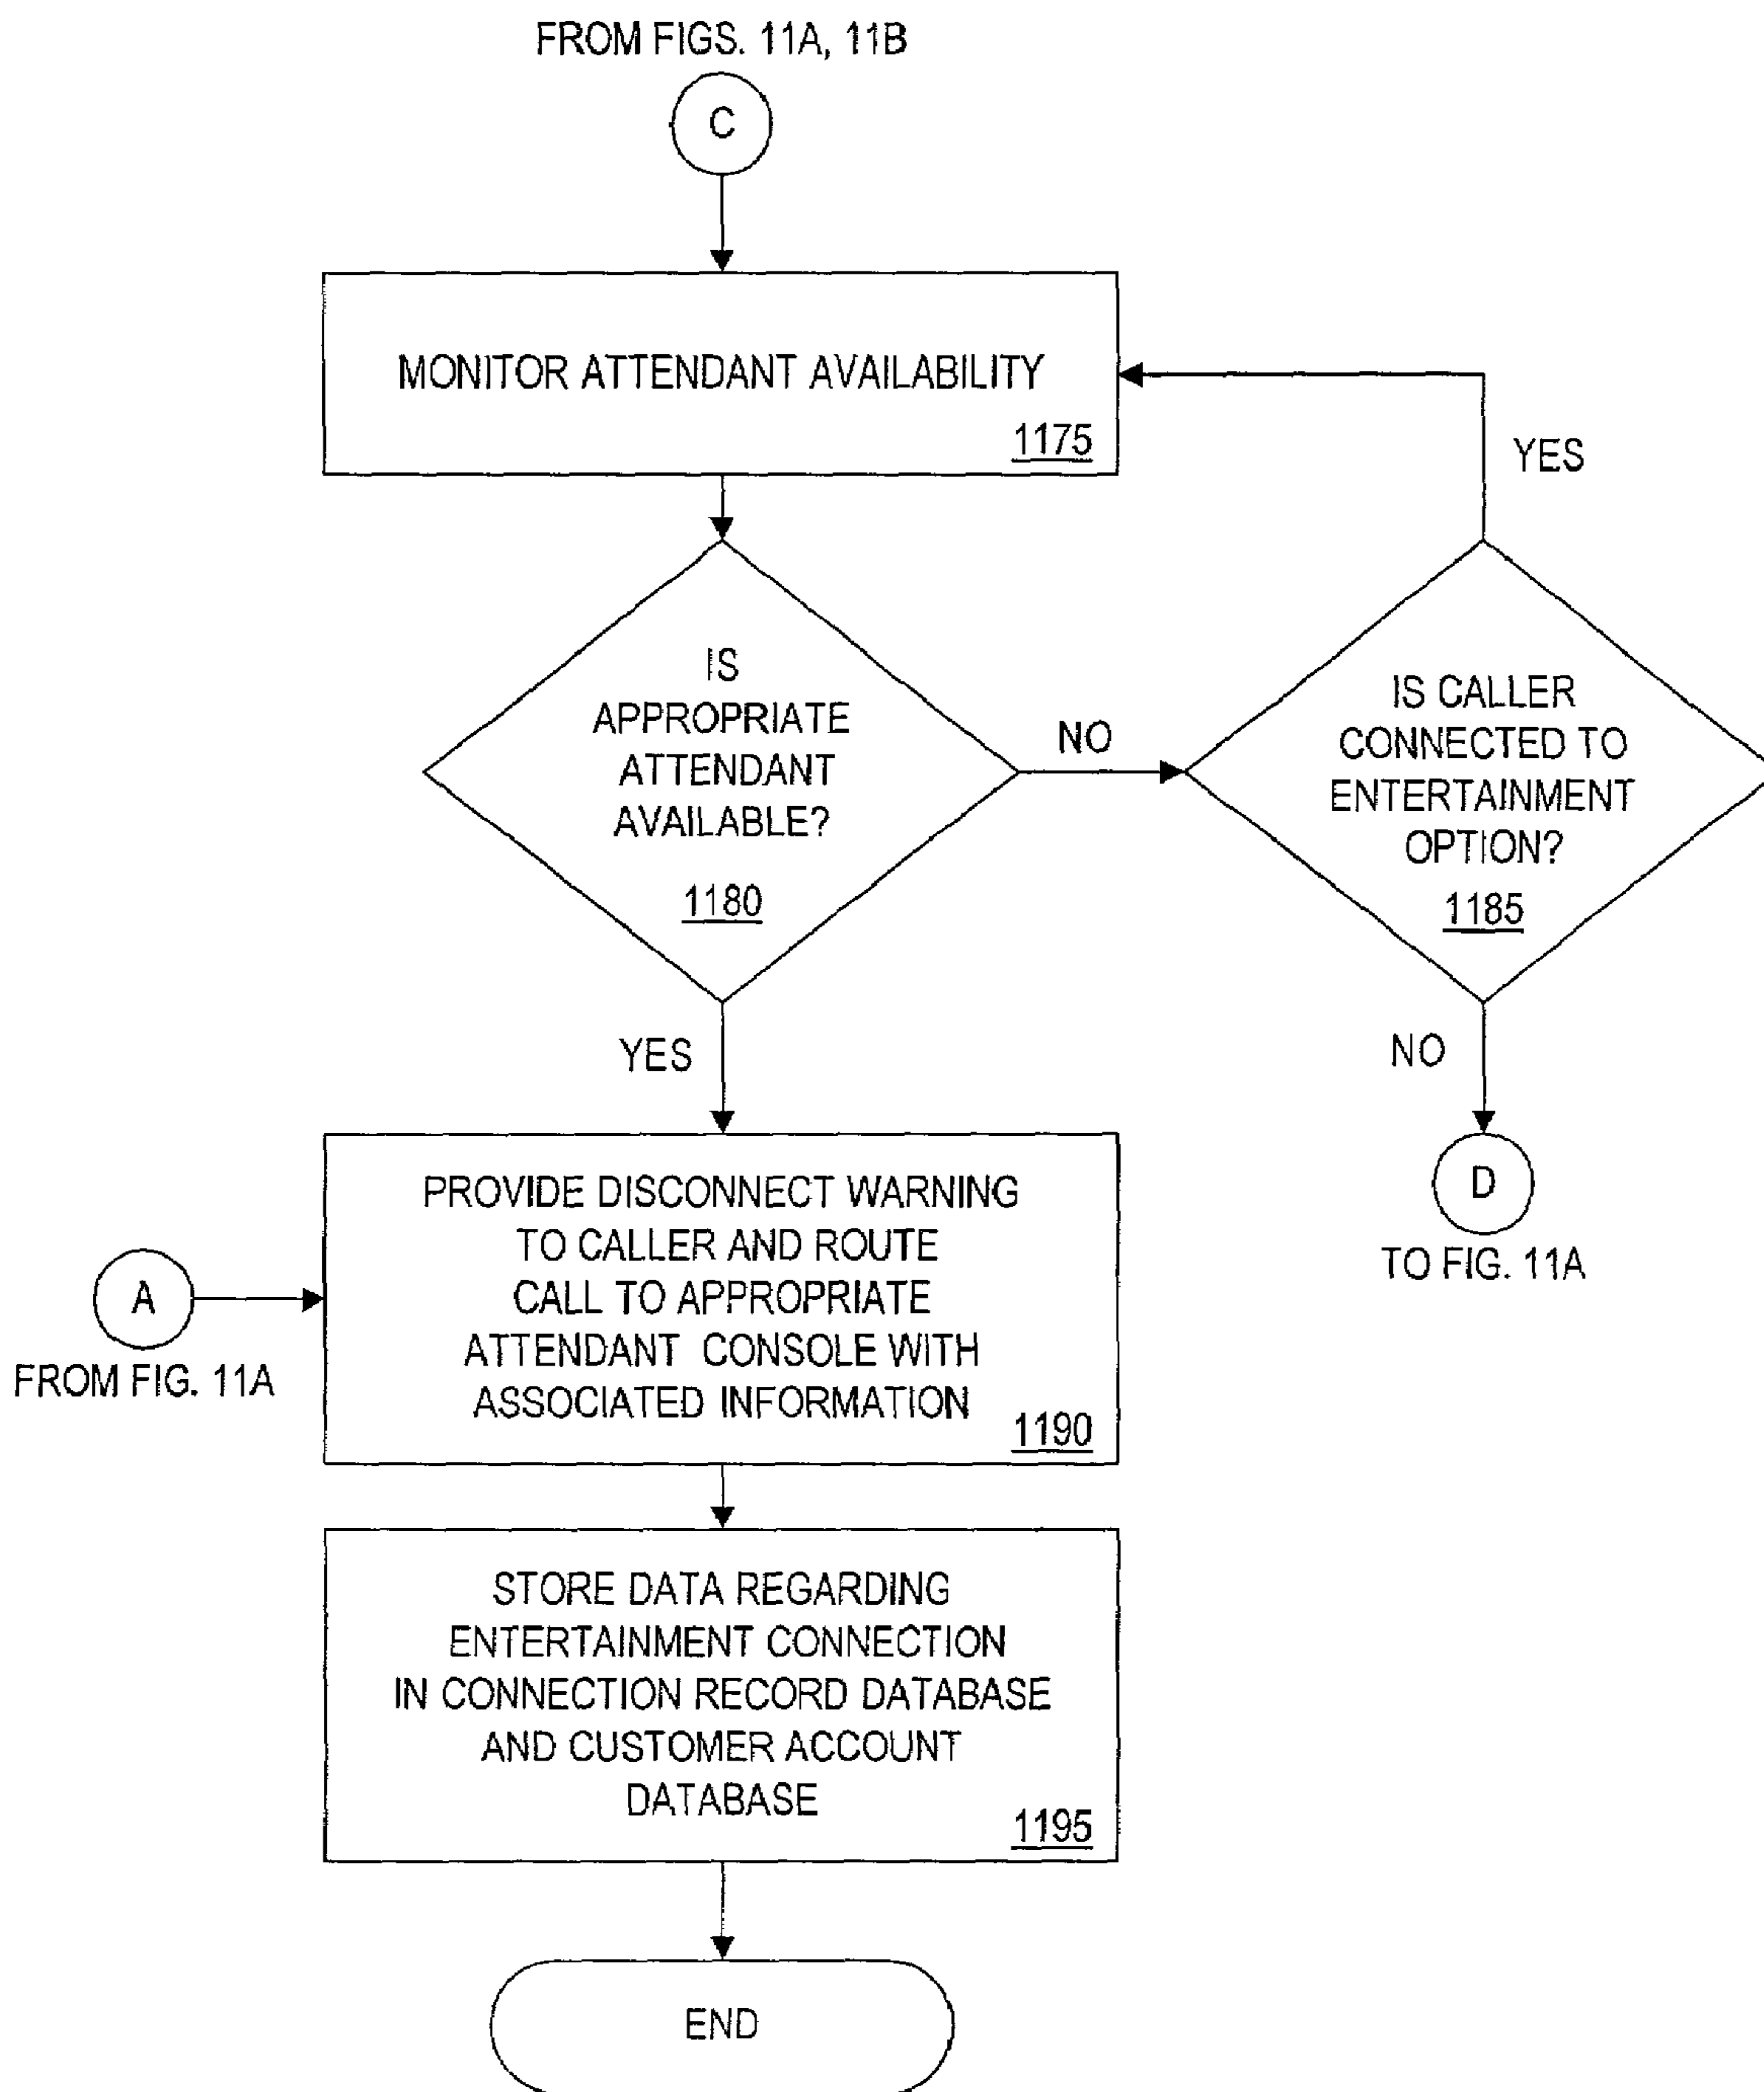 FROM FIGS. 11A, 11B
C
MONITOR ATTENDANT AVAILABILITY
1175
YES
IS
APPROPRIATE
ATTENDANT
AVAILABLE?
1180
NO
IS CALLER
CONNECTED TO
ENTERTAINMENT
OPTION?
1185
YES
NO
PROVIDE DISCONNECT WARNING
TO CALLER AND ROUTE
CALL TO APPROPRIATE
ATTENDANT CONSOLE WITH
ASSOCIATED INFORMATION
1190
D
TO FIG. 11A
A
FROM FIG. 11A
STORE DATA REGARDING
ENTERTAINMENT CONNECTION
IN CONNECTION RECORD DATABASE
AND CUSTOMER ACCOUNT
DATABASE
1195
END